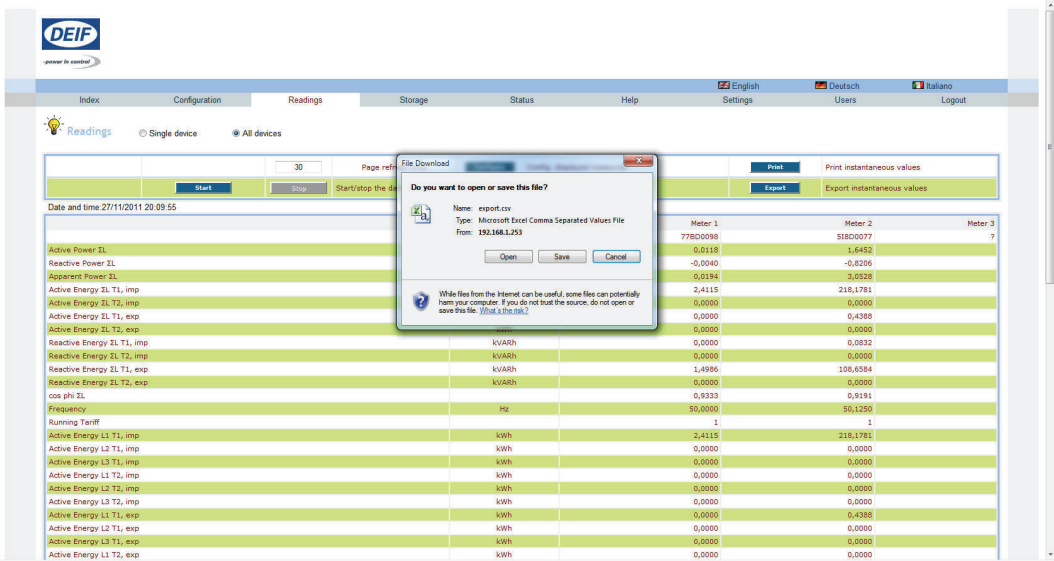 DEIF
-power in control
English Deutsch Italiano
Index Configuration Readings Storage Status Help Settings Users Logout
Readings Single device All devices
30 Page refr Print Print instantaneous values
Start Stop Start/stop the da Export Export instantaneous values
File Download
Do you want to open or save this file?
Name: export.csv
Type: Microsoft Excel Comma Separated Values File
From: 192.168.1.253
Open Save Cancel
While files from the Internet can be useful, some files can potentially
harm your computer. If you do not trust the source, do not open or
save this file. What's the risk?
Date and time:27/11/2011 20:09:55
Meter 1 Meter 2 Meter 3
77BD0098 SI8D0077 ?
Active Power ΣL 0,0118 1,6452
Reactive Power ΣL -0,0040 -0,8206
Apparent Power ΣL 0,0194 3,0528
Active Energy ΣL T1, imp 2,4115 218,1781
Active Energy ΣL T2, imp 0,0000 0,0000
Active Energy ΣL T1, exp 0,0000 0,4388
Active Energy ΣL T2, exp 0,0000 0,0000
Reactive Energy ΣL T1, imp kVARh 0,0000 0,0832
Reactive Energy ΣL T2, imp kVARh 0,0000 0,0000
Reactive Energy ΣL T1, exp kVARh 1,4986 108,6584
Reactive Energy ΣL T2, exp kVARh 0,0000 0,0000
cos phi ΣL 0,9333 0,9191
Frequency Hz 50,0000 50,1250
Running Tariff 1 1
Active Energy L1 T1, imp kWh 2,4115 218,1781
Active Energy L2 T1, imp kWh 0,0000 0,0000
Active Energy L3 T1, imp kWh 0,0000 0,0000
Active Energy L1 T2, imp kWh 0,0000 0,0000
Active Energy L2 T2, imp kWh 0,0000 0,0000
Active Energy L3 T2, imp kWh 0,0000 0,0000
Active Energy L1 T1, exp kWh 0,0000 0,4388
Active Energy L2 T1, exp kWh 0,0000 0,0000
Active Energy L3 T1, exp kWh 0,0000 0,0000
Active Energy L1 T2, exp kWh 0,0000 0,0000